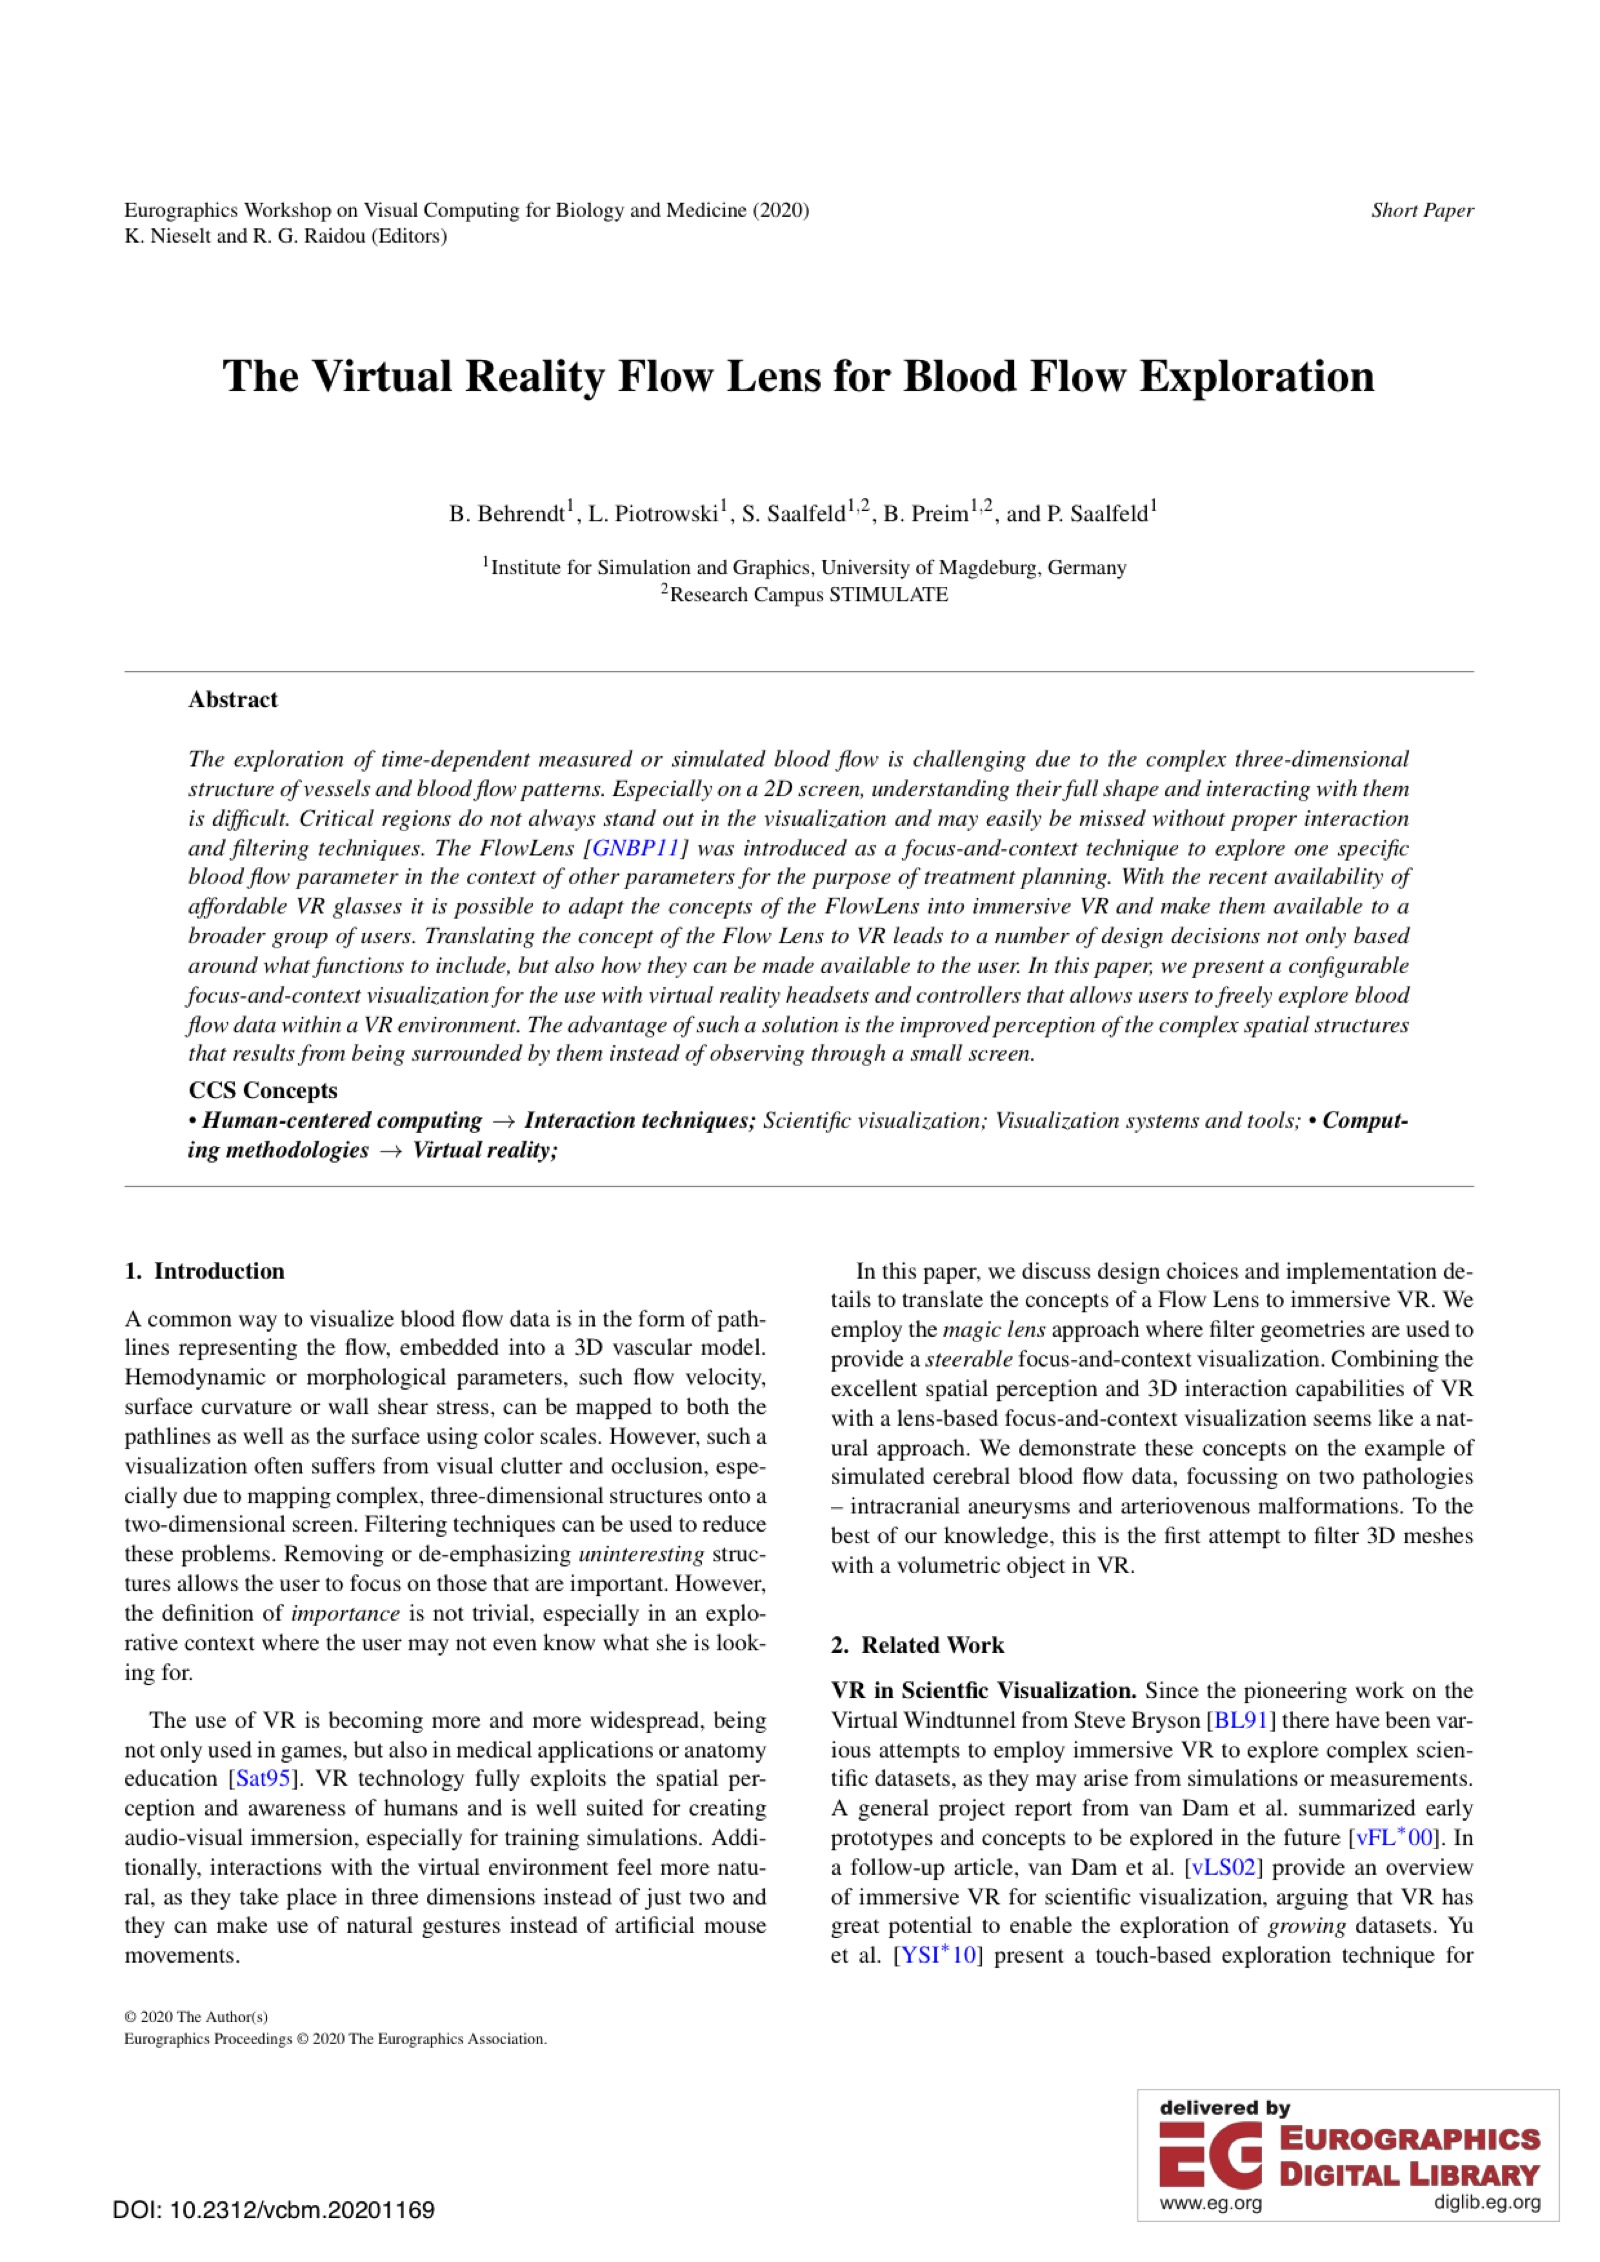 Eurographics Workshop on Visual Computing for Biology and Medicine (2020)
Short Paper
K. Nieselt and R. G. Raidou (Editors)
The Virtual Reality Flow Lens for Blood Flow Exploration
B. Behrendt1, L. Piotrowski1, S. Saalfeld1,2, B. Preim1,2, and P. Saalfeld1
1Institute for Simulation and Graphics, University of Magdeburg, Germany
2Research Campus STIMULATE
Abstract
The exploration of time-dependent measured or simulated blood flow is challenging due to the complex three-dimensional
structure of vessels and blood flow patterns. Especially on a 2D screen, understanding their full shape and interacting with them
is difficult. Critical regions do not always stand out in the visualization and may easily be missed without proper interaction
and filtering techniques. The FlowLens [GNBP11] was introduced as a focus-and-context technique to explore one specific
blood flow parameter in the context of other parameters for the purpose of treatment planning. With the recent availability of
affordable VR glasses it is possible to adapt the concepts of the FlowLens into immersive VR and make them available to a
broader group of users. Translating the concept of the Flow Lens to VR leads to a number of design decisions not only based
around what functions to include, but also how they can be made available to the user. In this paper, we present a configurable
focus-and-context visualization for the use with virtual reality headsets and controllers that allows users to freely explore blood
flow data within a VR environment. The advantage of such a solution is the improved perception of the complex spatial structures
that results from being surrounded by them instead of observing through a small screen.
CCS Concepts
• Human-centered computing → Interaction techniques; Scientific visualization; Visualization systems and tools; • Comput-
ing methodologies → Virtual reality;
1. Introduction
A common way to visualize blood flow data is in the form of path-
lines representing the flow, embedded into a 3D vascular model.
Hemodynamic or morphological parameters, such flow velocity,
surface curvature or wall shear stress, can be mapped to both the
pathlines as well as the surface using color scales. However, such a
visualization often suffers from visual clutter and occlusion, espe-
cially due to mapping complex, three-dimensional structures onto a
two-dimensional screen. Filtering techniques can be used to reduce
these problems. Removing or de-emphasizing uninteresting struc-
tures allows the user to focus on those that are important. However,
the definition of importance is not trivial, especially in an explo-
rative context where the user may not even know what she is look-
ing for.
The use of VR is becoming more and more widespread, being
not only used in games, but also in medical applications or anatomy
education [Sat95]. VR technology fully exploits the spatial per-
ception and awareness of humans and is well suited for creating
audio-visual immersion, especially for training simulations. Addi-
tionally, interactions with the virtual environment feel more natu-
ral, as they take place in three dimensions instead of just two and
they can make use of natural gestures instead of artificial mouse
movements.
In this paper, we discuss design choices and implementation de-
tails to translate the concepts of a Flow Lens to immersive VR. We
employ the magic lens approach where filter geometries are used to
provide a steerable focus-and-context visualization. Combining the
excellent spatial perception and 3D interaction capabilities of VR
with a lens-based focus-and-context visualization seems like a nat-
ural approach. We demonstrate these concepts on the example of
simulated cerebral blood flow data, focussing on two pathologies
– intracranial aneurysms and arteriovenous malformations. To the
best of our knowledge, this is the first attempt to filter 3D meshes
with a volumetric object in VR.
2. Related Work
VR in Scientfic Visualization. Since the pioneering work on the
Virtual Windtunnel from Steve Bryson [BL91] there have been var-
ious attempts to employ immersive VR to explore complex scien-
tific datasets, as they may arise from simulations or measurements.
A general project report from van Dam et al. summarized early
prototypes and concepts to be explored in the future [vFL*00]. In
a follow-up article, van Dam et al. [vLS02] provide an overview
of immersive VR for scientific visualization, arguing that VR has
great potential to enable the exploration of growing datasets. Yu
et al. [YSI*10] present a touch-based exploration technique for
© 2020 The Author(s)
Eurographics Proceedings © 2020 The Eurographics Association.
DOI: 10.2312/vcbm.20201169
delivered by
EG EUROGRAPHICS
DIGITAL LIBRARY
www.eg.org diglib.eg.org